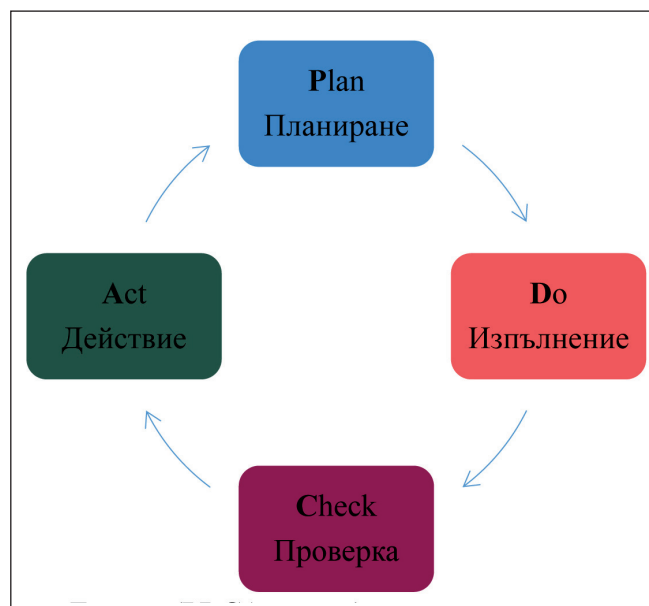 Plan
Планиране
Do
Изпълнение
Check
Проверка
Act
Действие